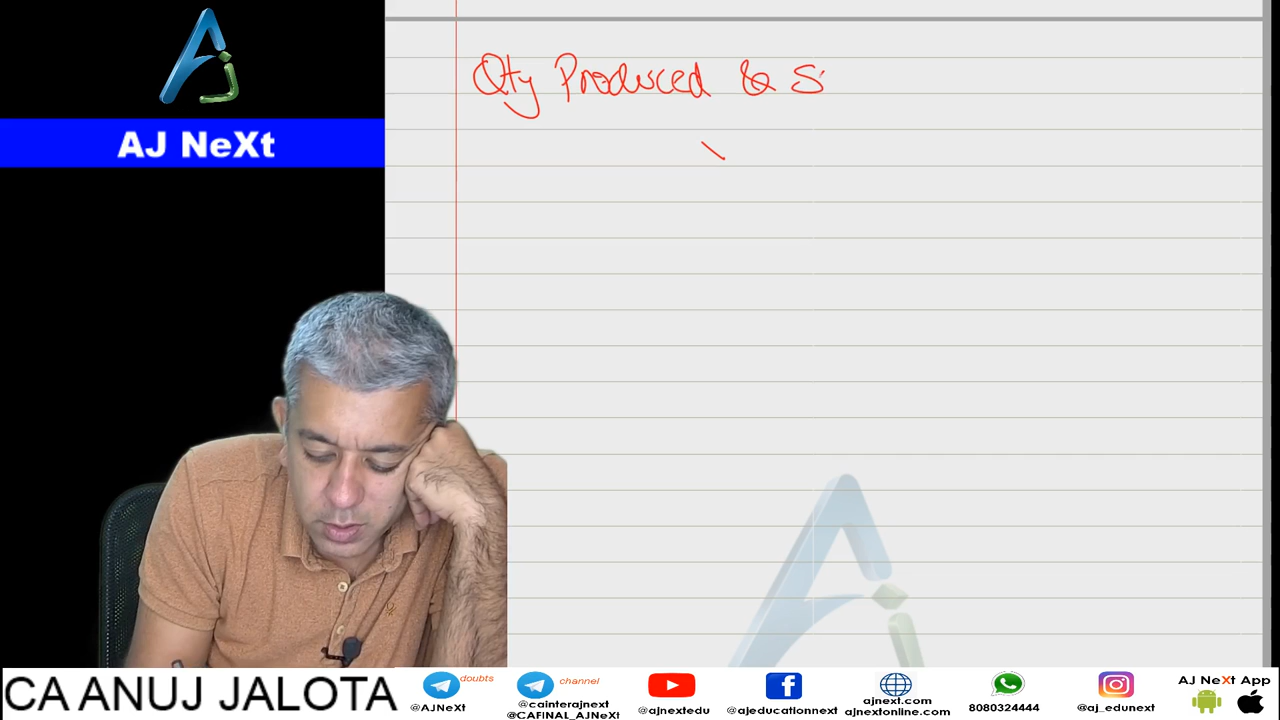 Qty Produced & S
AJ NeXt
CA ANUJ JALOTA
doubts
@AJNeXt
channel
@cainterajnext
@CAFINAL_AJNeXt
@ajnextedu
@ajeducationnext
ajnext.com
ajnextonline.com
8080324444
@aj_edunext
AJ NeXt App